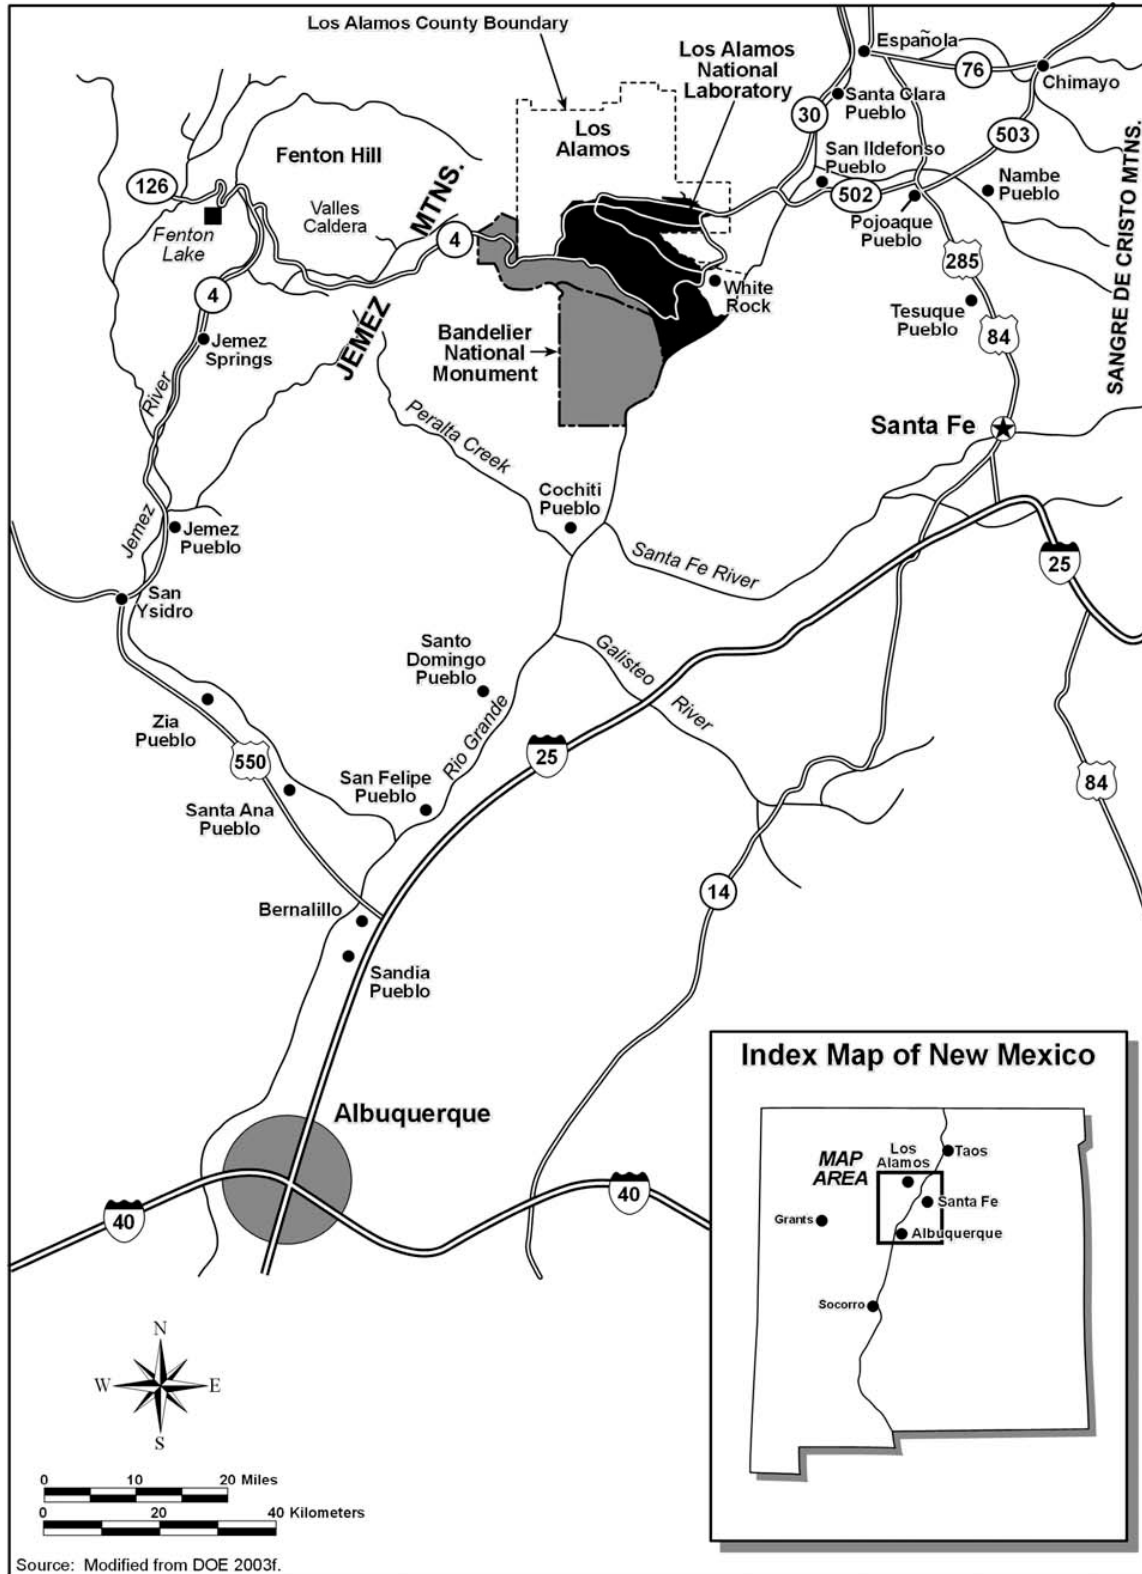 Los Alamos County Boundary
Los Alamos
National
Laboratory
Española
76
Chimayo
Santa Clara
Pueblo
30
Los
Alamos
503
San Ildefonso
Pueblo
Fenton Hill
126
Nambe
Pueblo
502
Pojoaque
Pueblo
SANGRE DE CRISTO MTNS.
Valles
Caldera
MTNS.
4
Fenton
Lake
285
White
Rock
Tesuque
Pueblo
4
JEMEZ
84
Jemez
Springs
Bandelier
National
Monument
River
Santa Fe
Peralta Creek
Cochiti
Pueblo
Jemez
Jemez
Pueblo
Santa Fe River
25
San
Ysidro
Santo
Domingo
Pueblo
Galisteo
River
Zia
Pueblo
Rio Grande
550
25
San Felipe
Pueblo
84
Santa Ana
Pueblo
14
Bernalillo
Sandia
Pueblo
Albuquerque
40
40
Index Map of New Mexico
MAP
AREA
Los
Alamos
Taos
Santa Fe
Grants
Albuquerque
Socorro
N
W E
S
0 10 20 Miles
0 20 40 Kilometers
Source: Modified from DOE 2003f.